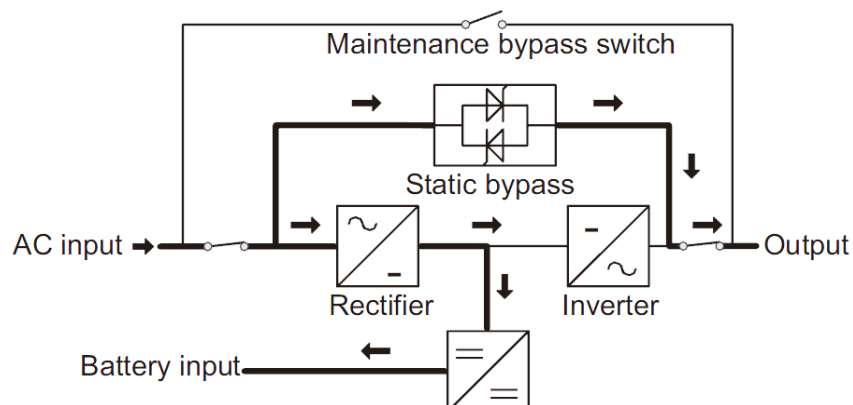 Maintenance bypass switch
Static bypass
AC input
Output
Rectifier
Inverter
Battery input